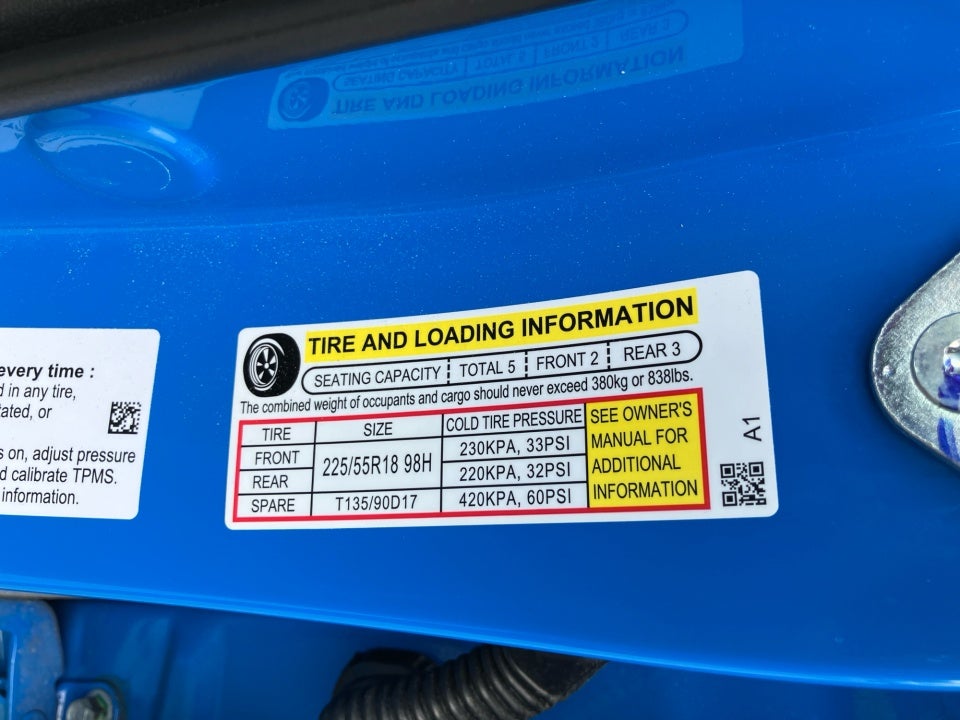 every time :
d in any tire,
tated, or
s on, adjust pressure
d calibrate TPMS.
information.
TIRE AND LOADING INFORMATION
SEATING CAPACITY TOTAL 5 FRONT 2 REAR 3
The combined weight of occupants and cargo should never exceed 380kg or 838lbs.
TIRE SIZE COLD TIRE PRESSURE
FRONT 225/55R18 98H 230KPA, 33PSI
REAR 220KPA, 32PSI
SPARE T135/90D17 420KPA, 60PSI
SEE OWNER'S
MANUAL FOR
ADDITIONAL
INFORMATION
A1